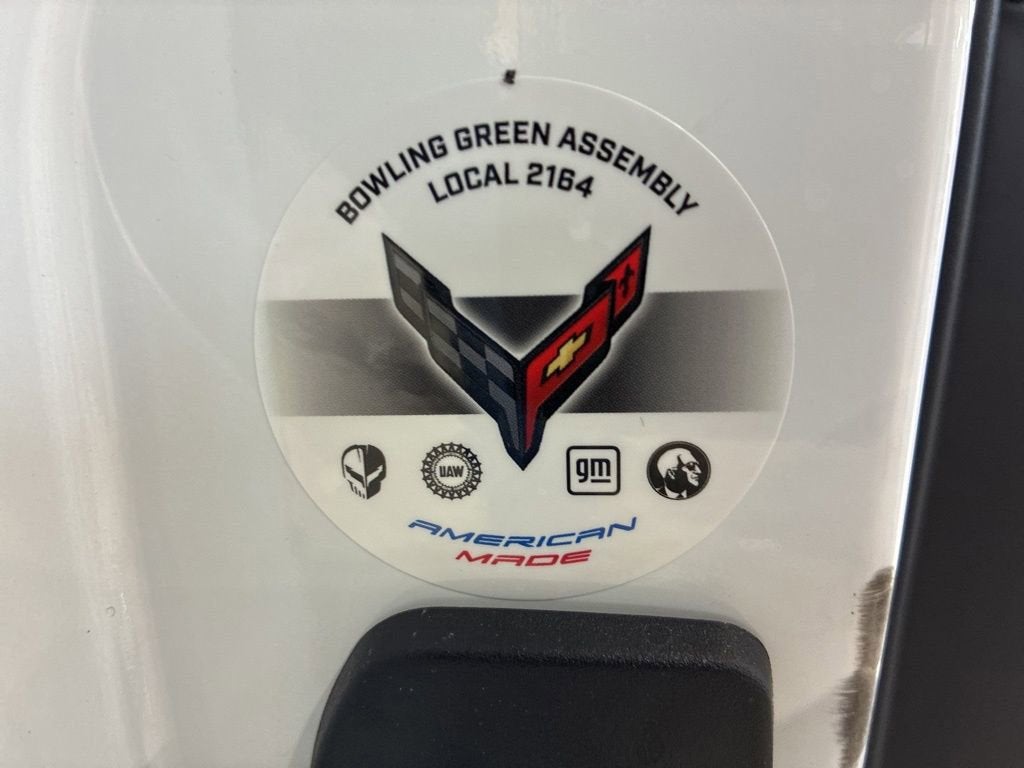 BOWLING GREEN ASSEMBLY
LOCAL 2164
UAW
gm
AMERICAN
MADE